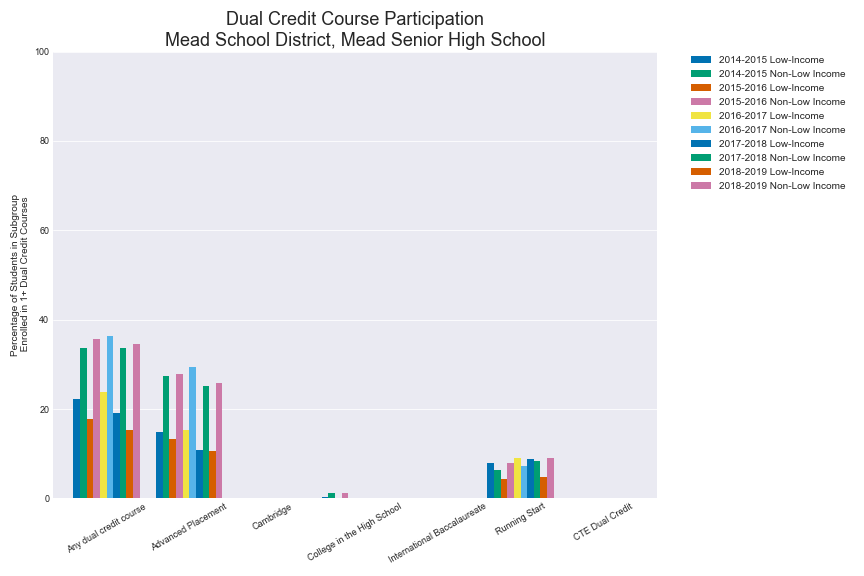 Dual Credit Course Participation
Mead School District, Mead Senior High School
Percentage of Students in Subgroup
Enrolled in 1+ Dual Credit Courses
100
80
60
40
20
0
Any dual credit course
Advanced Placement
Cambridge
College in the High School
International Baccalaureate
Running Start
CTE Dual Credit
2014-2015 Low-Income
2014-2015 Non-Low Income
2015-2016 Low-Income
2015-2016 Non-Low Income
2016-2017 Low-Income
2016-2017 Non-Low Income
2017-2018 Low-Income
2017-2018 Non-Low Income
2018-2019 Low-Income
2018-2019 Non-Low Income